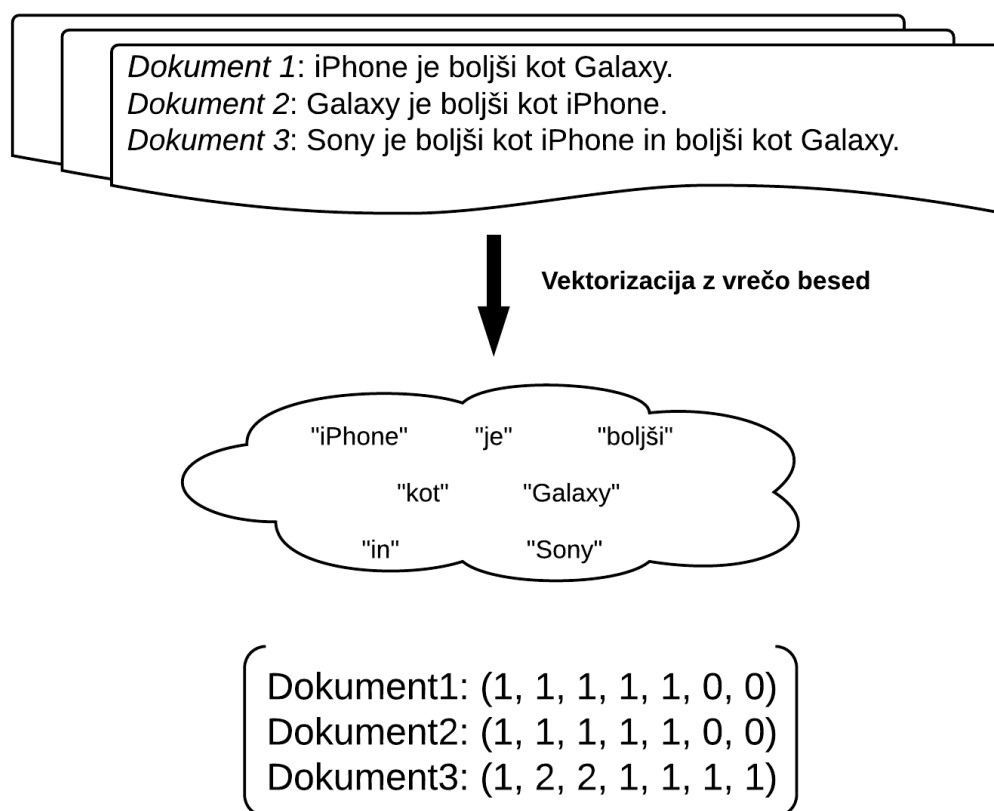 Dokument 1: iPhone je boljši kot Galaxy.
Dokument 2: Galaxy je boljši kot iPhone.
Dokument 3: Sony je boljši kot iPhone in boljši kot Galaxy.
Vektorizacija z vrečo besed
"iPhone" "je" "boljši"
"kot" "Galaxy"
"in" "Sony"
Dokument1: (1, 1, 1, 1, 1, 0, 0)
Dokument2: (1, 1, 1, 1, 1, 0, 0)
Dokument3: (1, 2, 2, 1, 1, 1, 1)